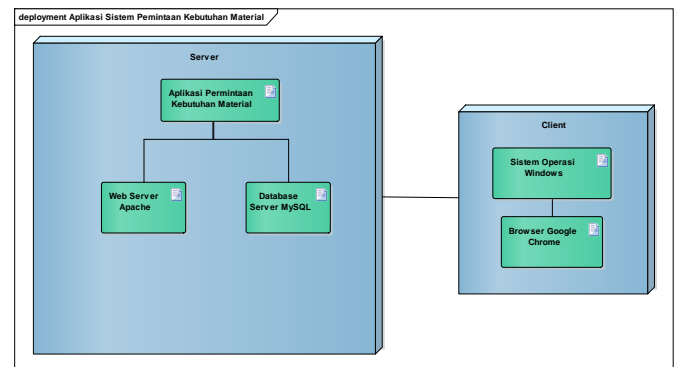 deployment Aplikasi Sistem Pemintaan Kebutuhan Material
Server
Aplikasi Permintaan
Kebutuhan Material
Web Server
Apache
Database
Server MySQL
Client
Sistem Operasi
Windows
Browser Google
Chrome